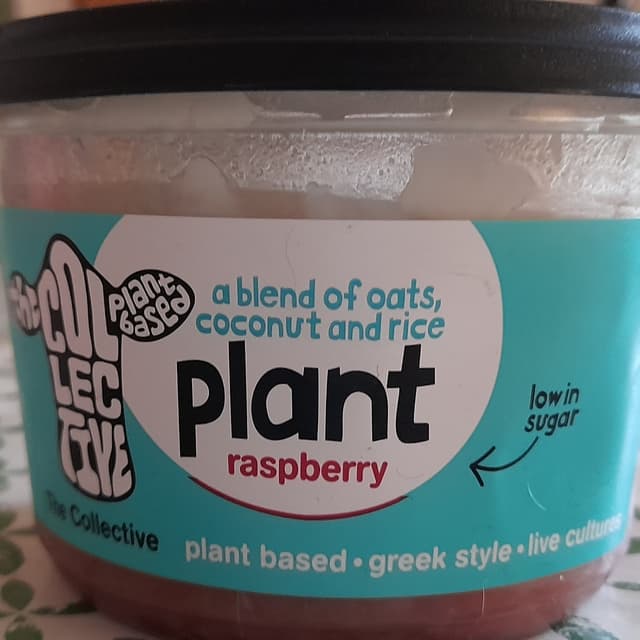 COL
LEC
TIVE
plant
based
a blend of oats,
coconut and rice
plant
raspberry
low in
sugar
The Collective
plant based • greek style • live cultures